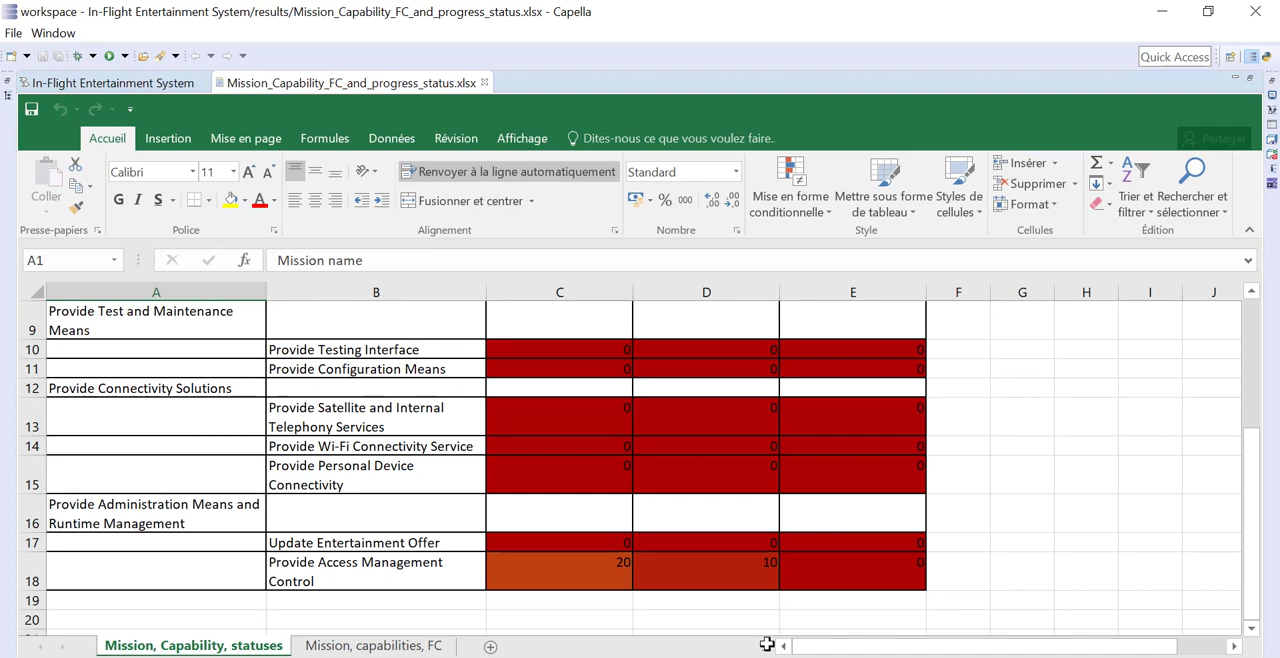 workspace - In-Flight Entertainment System/results/Mission_Capability_FC_and_progress_status.xlsx - Capella
File Window
Quick Access
In-Flight Entertainment System Mission_Capability_FC_and_progress_status.xlsx
Accueil Insertion Mise en page Formules Données Révision Affichage Dites-nous ce que vous voulez faire.. Partager
Coller
Presse-papiers
Calibri 11
G I S
Police
Renvoyer à la ligne automatiquement
Fusionner et centrer
Alignement
Standard
% 000
Nombre
Mise en forme conditionnelle
Mettre sous forme de tableau
Styles de cellules
Style
Insérer
Supprimer
Format
Cellules
Trier et filtrer
Rechercher et sélectionner
Édition
A1 fx Mission name
A B C D E F G H I J
9 Provide Test and Maintenance Means
10 Provide Testing Interface 0 0 0
11 Provide Configuration Means 0 0 0
12 Provide Connectivity Solutions
13 Provide Satellite and Internal Telephony Services 0 0 0
14 Provide Wi-Fi Connectivity Service 0 0 0
15 Provide Personal Device Connectivity 0 0 0
16 Provide Administration Means and Runtime Management
17 Update Entertainment Offer 0 0 0
18 Provide Access Management Control 20 10 0
19
20
Mission, Capability, statuses Mission, capabilities, FC